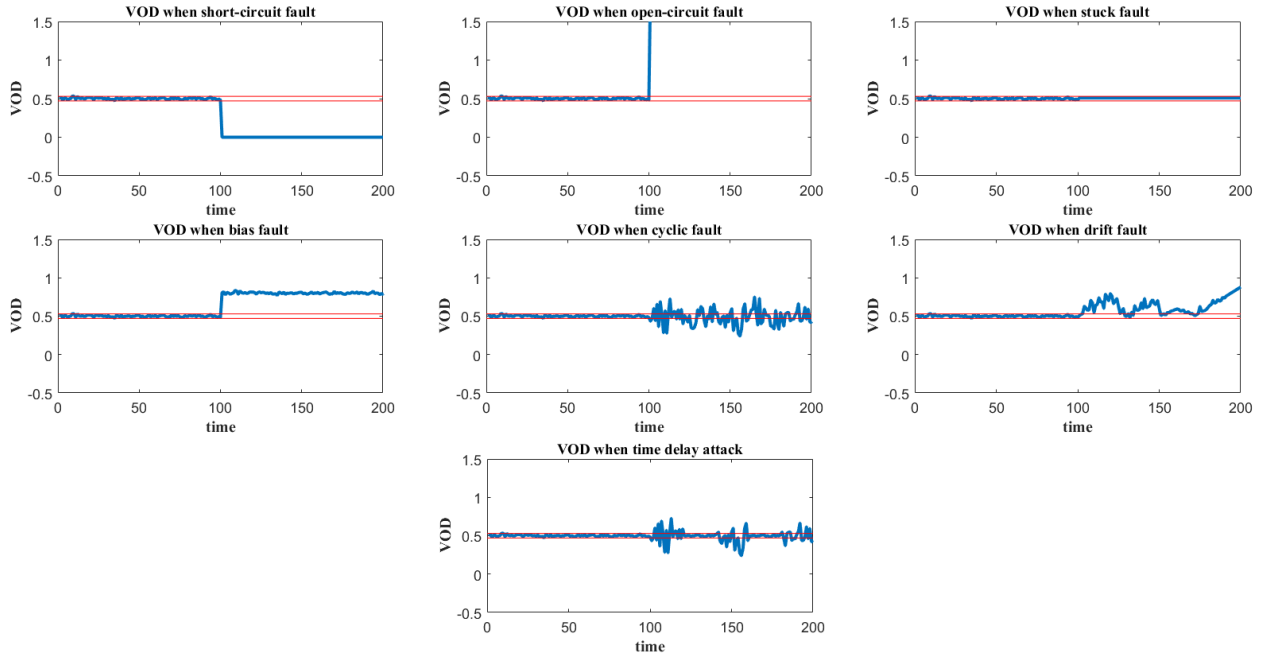 VOD when short-circuit fault
1.5
1
0.5
0
-0.5
VOD
0 50 100 150 200
time
VOD when open-circuit fault
1.5
1
0.5
0
-0.5
VOD
0 50 100 150 200
time
VOD when stuck fault
1.5
1
0.5
0
-0.5
VOD
0 50 100 150 200
time
VOD when bias fault
1.5
1
0.5
0
-0.5
VOD
0 50 100 150 200
time
VOD when cyclic fault
1.5
1
0.5
0
-0.5
VOD
0 50 100 150 200
time
VOD when drift fault
1.5
1
0.5
0
-0.5
VOD
0 50 100 150 200
time
VOD when time delay attack
1.5
1
0.5
0
-0.5
VOD
0 50 100 150 200
time